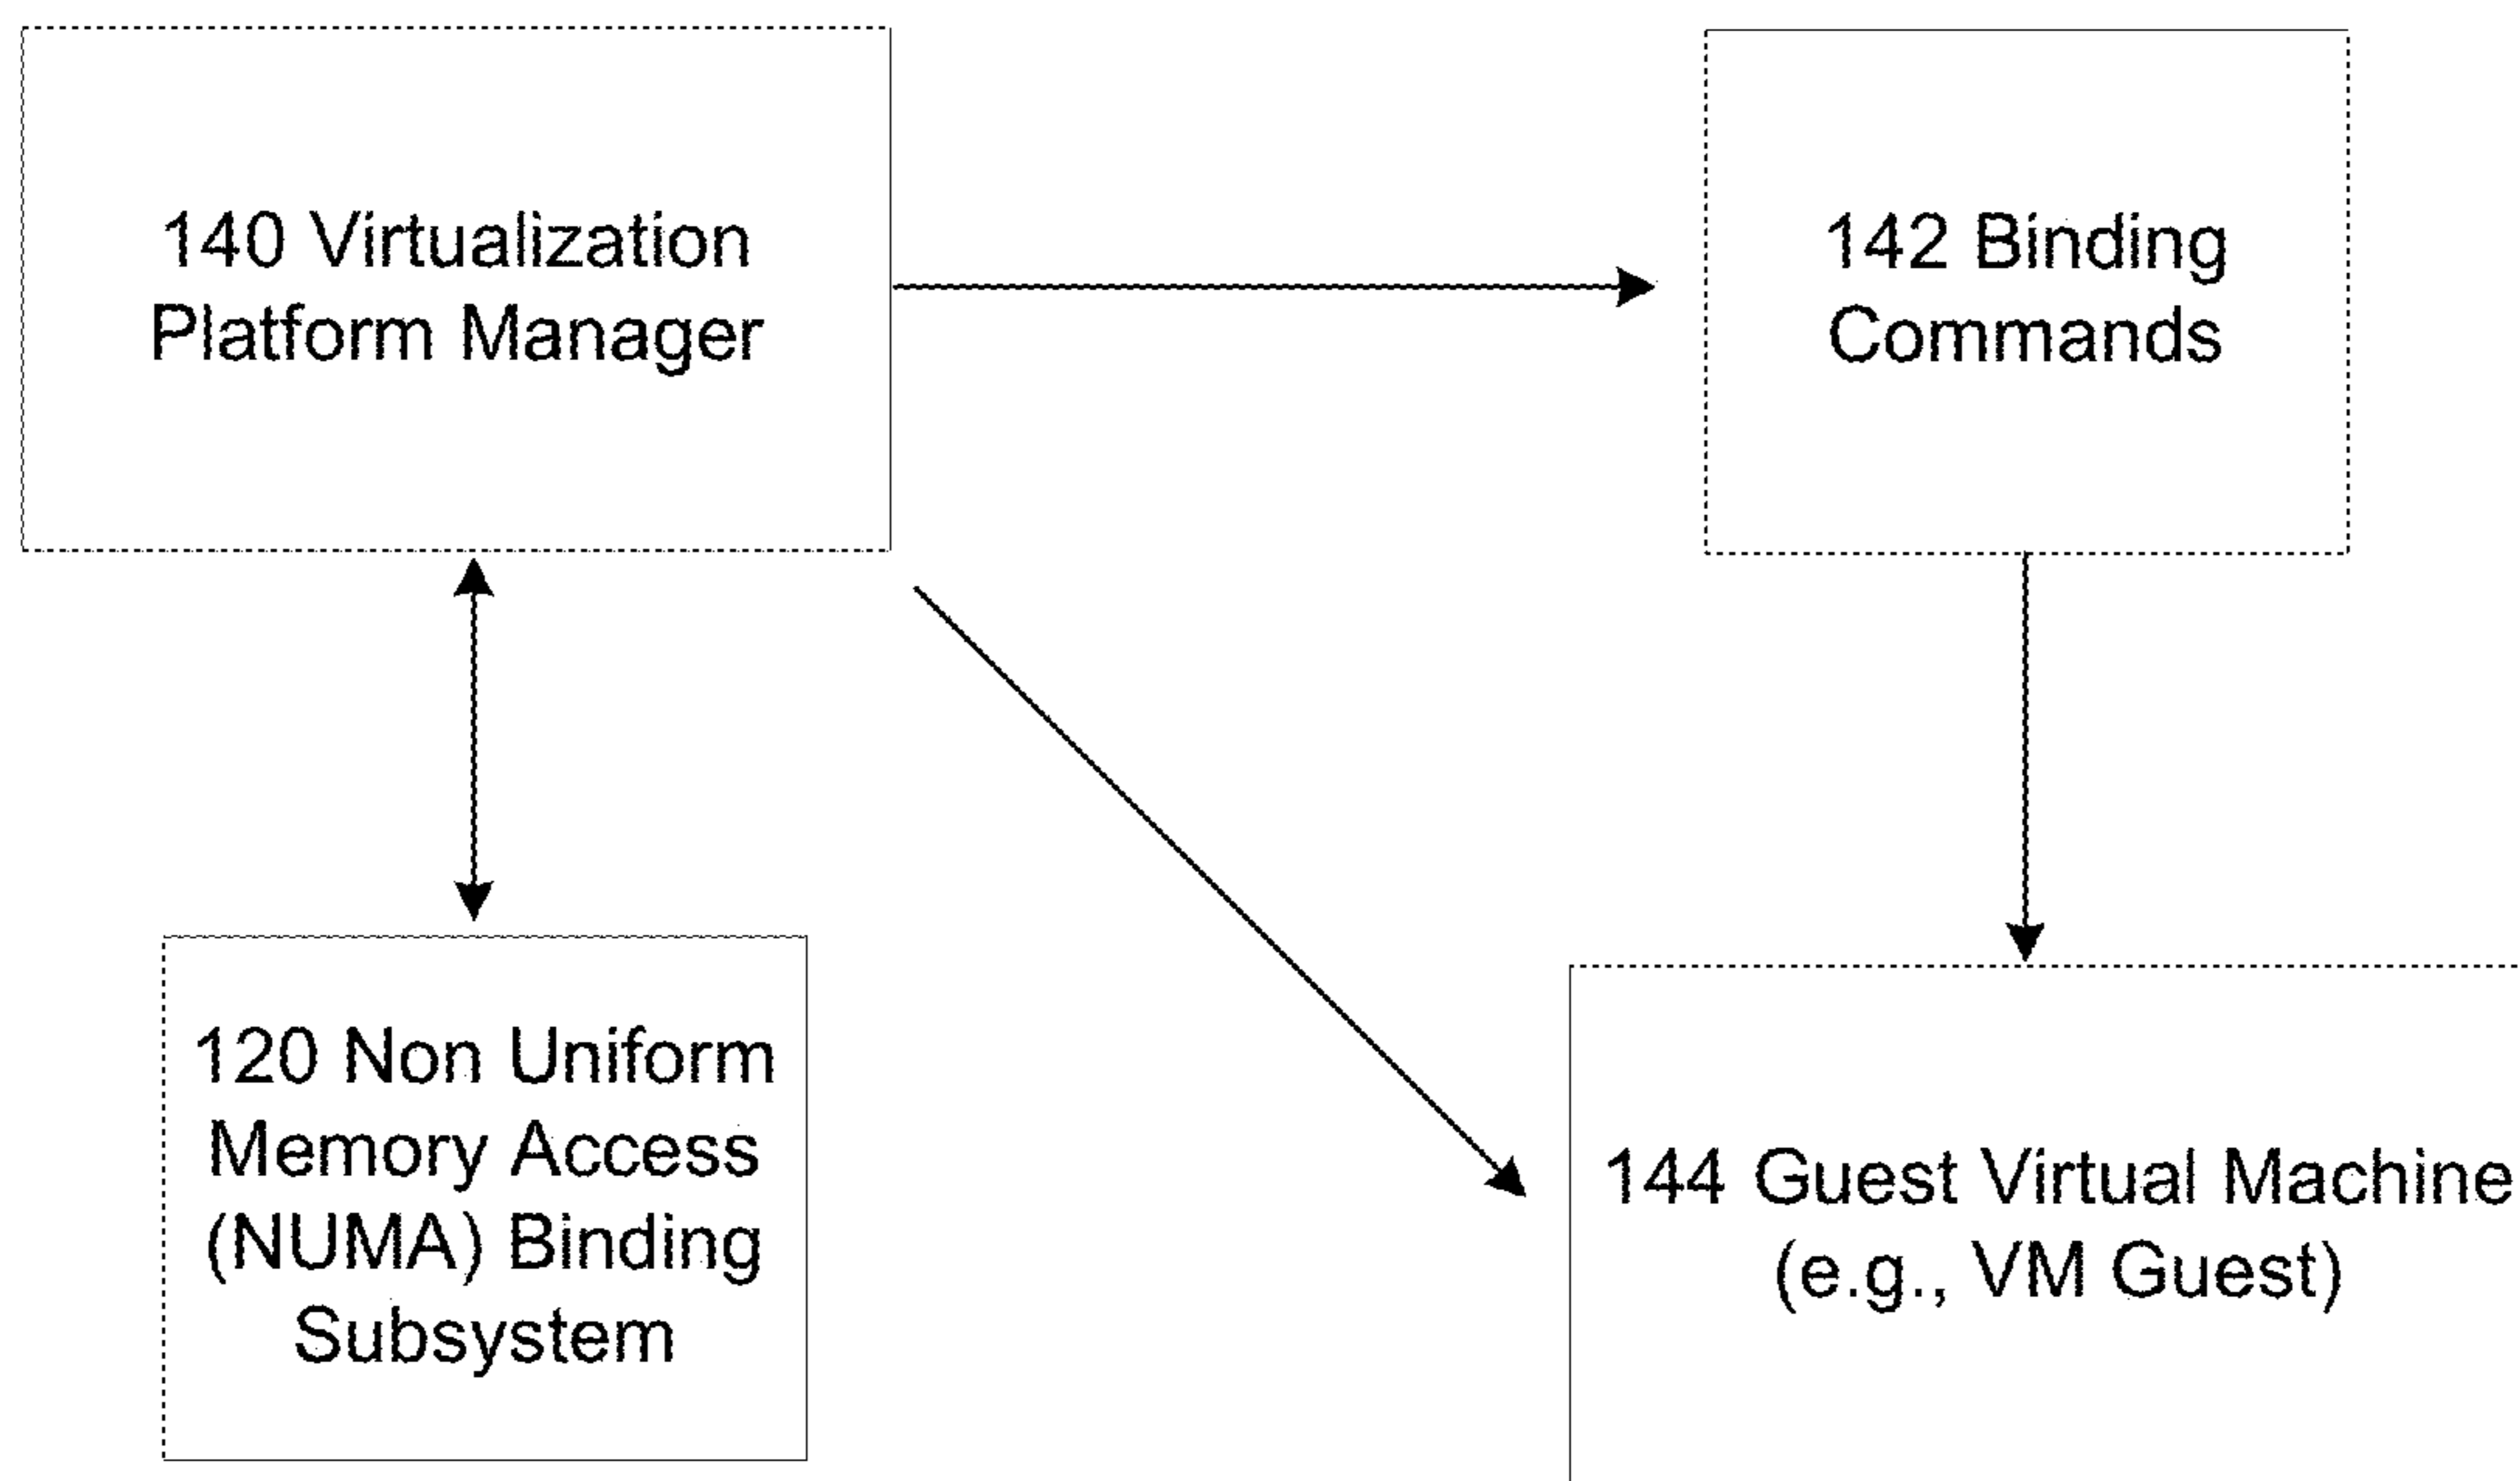 140 Virtualization
Platform Manager
142 Binding
Commands
120 Non Uniform
Memory Access
(NUMA) Binding
Subsystem
144 Guest Virtual Machine
(e.g., VM Guest)